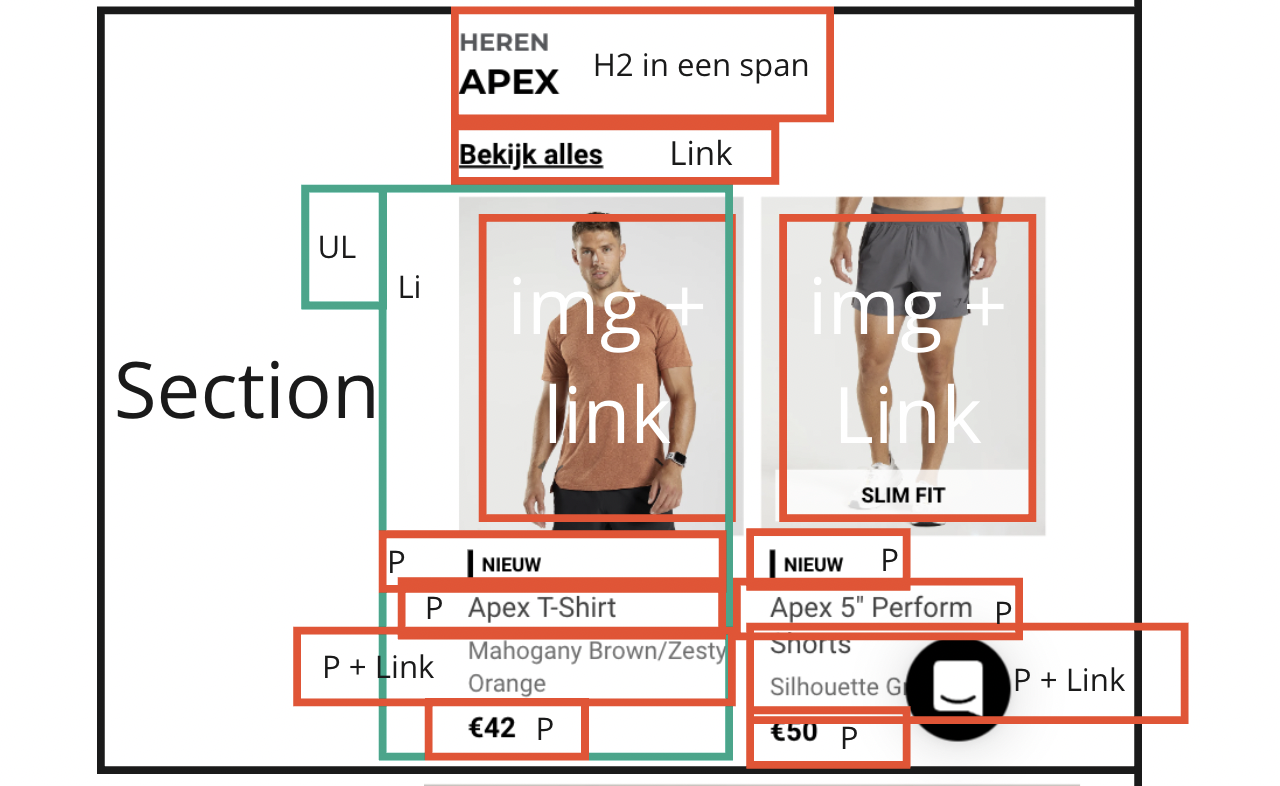 HEREN
APEX
H2 in een span
Bekijk alles
Link
UL
Li
Section
img +
link
img +
Link
SLIM FIT
P
NIEUW
P
Apex T-Shirt
P + Link
Mahogany Brown/Zesty
Orange
€42
P
NIEUW
P
Apex 5" Perform
P
Shorts
Silhouette
P + Link
€50
P